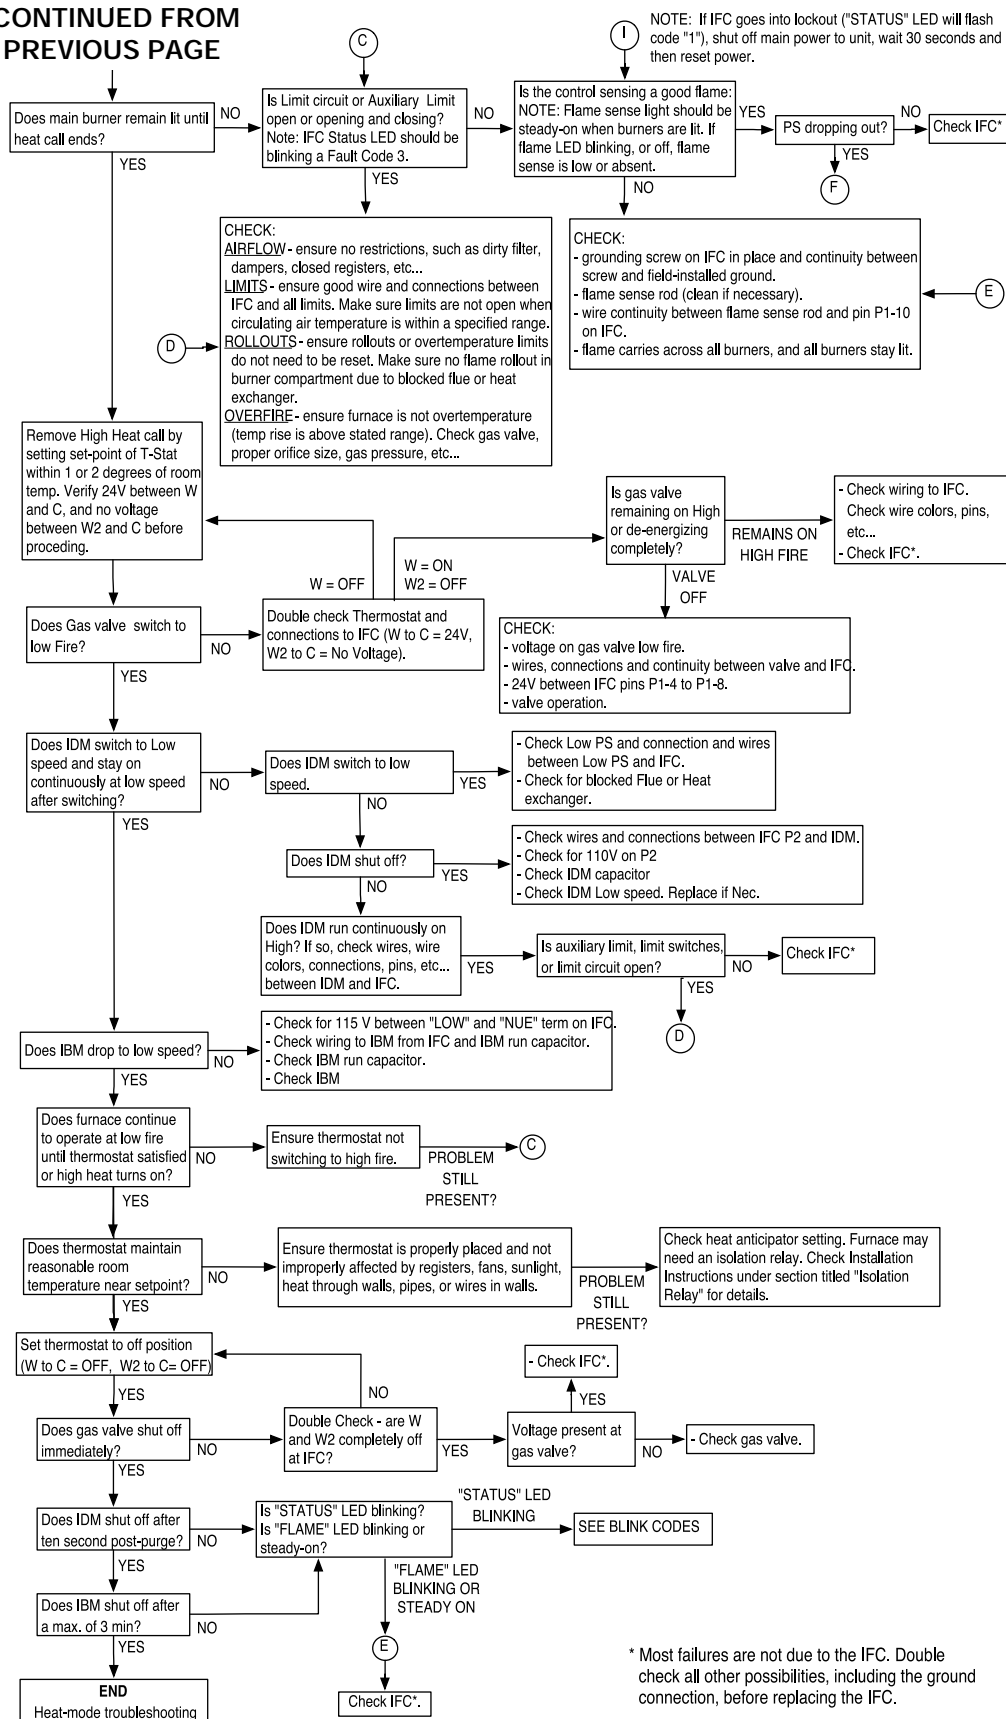 CONTINUED FROM
PREVIOUS PAGE
C
I
NOTE: If IFC goes into lockout ("STATUS" LED will flash
code "1"), shut off main power to unit, wait 30 seconds and
then reset power.
Does main burner remain lit until
heat call ends?
NO
YES
Is Limit circuit or Auxiliary Limit
open or opening and closing?
Note: IFC Status LED should be
blinking a Fault Code 3.
NO
YES
Is the control sensing a good flame:
NOTE: Flame sense light should be
steady-on when burners are lit. If
flame LED blinking, or off, flame
sense is low or absent.
YES
NO
PS dropping out?
NO
YES
Check IFC*
F
CHECK:
AIRFLOW - ensure no restrictions, such as dirty filter,
dampers, closed registers, etc...
LIMITS - ensure good wire and connections between
IFC and all limits. Make sure limits are not open when
circulating air temperature is within a specified range.
ROLLOUTS - ensure rollouts or overtemperature limits
do not need to be reset. Make sure no flame rollout in
burner compartment due to blocked flue or heat
exchanger.
OVERFIRE - ensure furnace is not overtemperature
(temp rise is above stated range). Check gas valve,
proper orifice size, gas pressure, etc...
D
CHECK:
- grounding screw on IFC in place and continuity between
screw and field-installed ground.
- flame sense rod (clean if necessary).
- wire continuity between flame sense rod and pin P1-10
on IFC.
- flame carries across all burners, and all burners stay lit.
E
Remove High Heat call by
setting set-point of T-Stat
within 1 or 2 degrees of room
temp. Verify 24V between W
and C, and no voltage
between W2 and C before
proceding.
W = OFF
W = ON
W2 = OFF
Is gas valve
remaining on High
or de-energizing
completely?
REMAINS ON
HIGH FIRE
VALVE
OFF
- Check wiring to IFC.
Check wire colors, pins,
etc...
- Check IFC*.
Does Gas valve switch to
low Fire?
NO
YES
Double check Thermostat and
connections to IFC (W to C = 24V,
W2 to C = No Voltage).
CHECK:
- voltage on gas valve low fire.
- wires, connections and continuity between valve and IFC.
- 24V between IFC pins P1-4 to P1-8.
- valve operation.
Does IDM switch to Low
speed and stay on
continuously at low speed
after switching?
NO
YES
Does IDM switch to low
speed.
YES
NO
- Check Low PS and connection and wires
between Low PS and IFC.
- Check for blocked Flue or Heat
exchanger.
Does IDM shut off?
YES
NO
- Check wires and connections between IFC P2 and IDM.
- Check for 110V on P2
- Check IDM capacitor
- Check IDM Low speed. Replace if Nec.
Does IDM run continuously on
High? If so, check wires, wire
colors, connections, pins, etc...
between IDM and IFC.
YES
Is auxiliary limit, limit switches,
or limit circuit open?
NO
YES
Check IFC*
D
Does IBM drop to low speed?
NO
YES
- Check for 115 V between "LOW" and "NUE" term on IFC.
- Check wiring to IBM from IFC and IBM run capacitor.
- Check IBM run capacitor.
- Check IBM
Does furnace continue
to operate at low fire
until thermostat satisfied
or high heat turns on?
NO
YES
Ensure thermostat not
switching to high fire.
PROBLEM
STILL
PRESENT?
C
Does thermostat maintain
reasonable room
temperature near setpoint?
NO
YES
Ensure thermostat is properly placed and not
improperly affected by registers, fans, sunlight,
heat through walls, pipes, or wires in walls.
PROBLEM
STILL
PRESENT?
Check heat anticipator setting. Furnace may
need an isolation relay. Check Installation
Instructions under section titled "Isolation
Relay" for details.
Set thermostat to off position
(W to C = OFF, W2 to C= OFF)
YES
NO
- Check IFC*.
YES
Does gas valve shut off
immediately?
NO
YES
Double Check - are W
and W2 completely off
at IFC?
YES
Voltage present at
gas valve?
NO
- Check gas valve.
Does IDM shut off after
ten second post-purge?
NO
YES
Is "STATUS" LED blinking?
Is "FLAME" LED blinking or
steady-on?
"STATUS" LED
BLINKING
SEE BLINK CODES
"FLAME" LED
BLINKING OR
STEADY ON
Does IBM shut off after
a max. of 3 min?
NO
YES
E
Check IFC*.
END
Heat-mode troubleshooting
* Most failures are not due to the IFC. Double
check all other possibilities, including the ground
connection, before replacing the IFC.